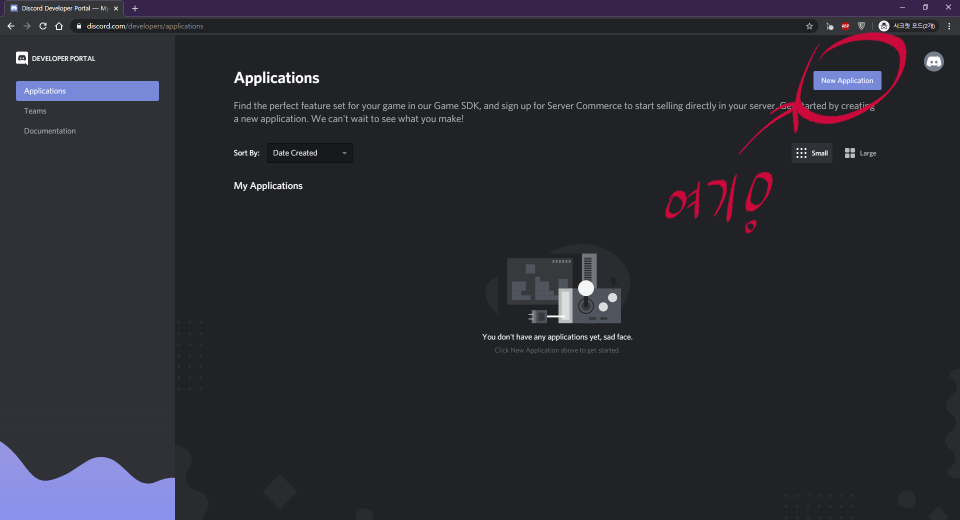 Discord Developer Portal — My
discord.com/developers/applications
ABP
시크릿 모드(2개)
DEVELOPER PORTAL
Applications
Teams
Documentation
Applications
New Application
Find the perfect feature set for your game in our Game SDK, and sign up for Server Commerce to start selling directly in your server. Get started by creating
a new application. We can't wait to see what you make!
Sort By: Date Created
Small Large
My Applications
여기!
You don't have any applications yet, sad face.
Click New Application above to get started.